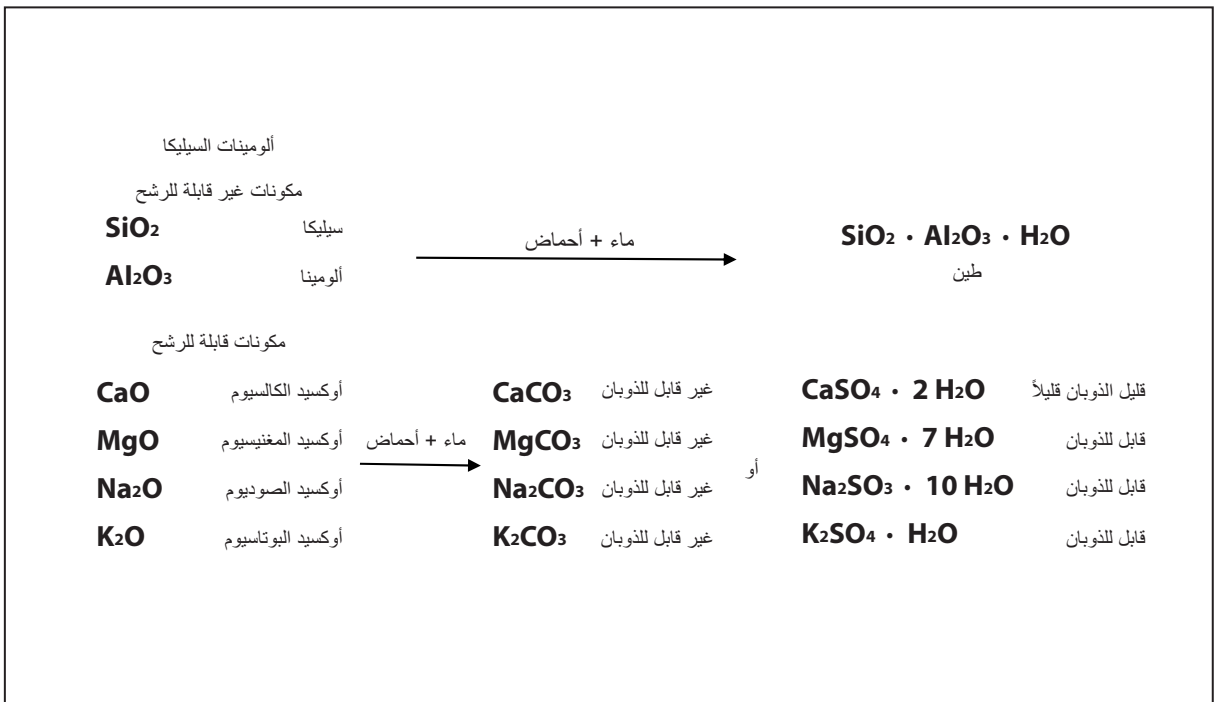 ألومينات السيليكا
مكونات غير قابلة للرشح
SiO2 سيليكا
Al2O3 ألومينا
ماء + أحماض
SiO2 · Al2O3 · H2O
طين
مكونات قابلة للرشح
CaO أوكسيد الكالسيوم
MgO أوكسيد المغنيسيوم
Na2O أوكسيد الصوديوم
K2O أوكسيد البوتاسيوم
ماء + أحماض
CaCO3 غير قابل للذوبان
MgCO3 غير قابل للذوبان
Na2CO3 غير قابل للذوبان
K2CO3 غير قابل للذوبان
أو
CaSO4 · 2 H2O قليل الذوبان قليلاً
MgSO4 · 7 H2O قابل للذوبان
Na2SO3 · 10 H2O قابل للذوبان
K2SO4 · H2O قابل للذوبان